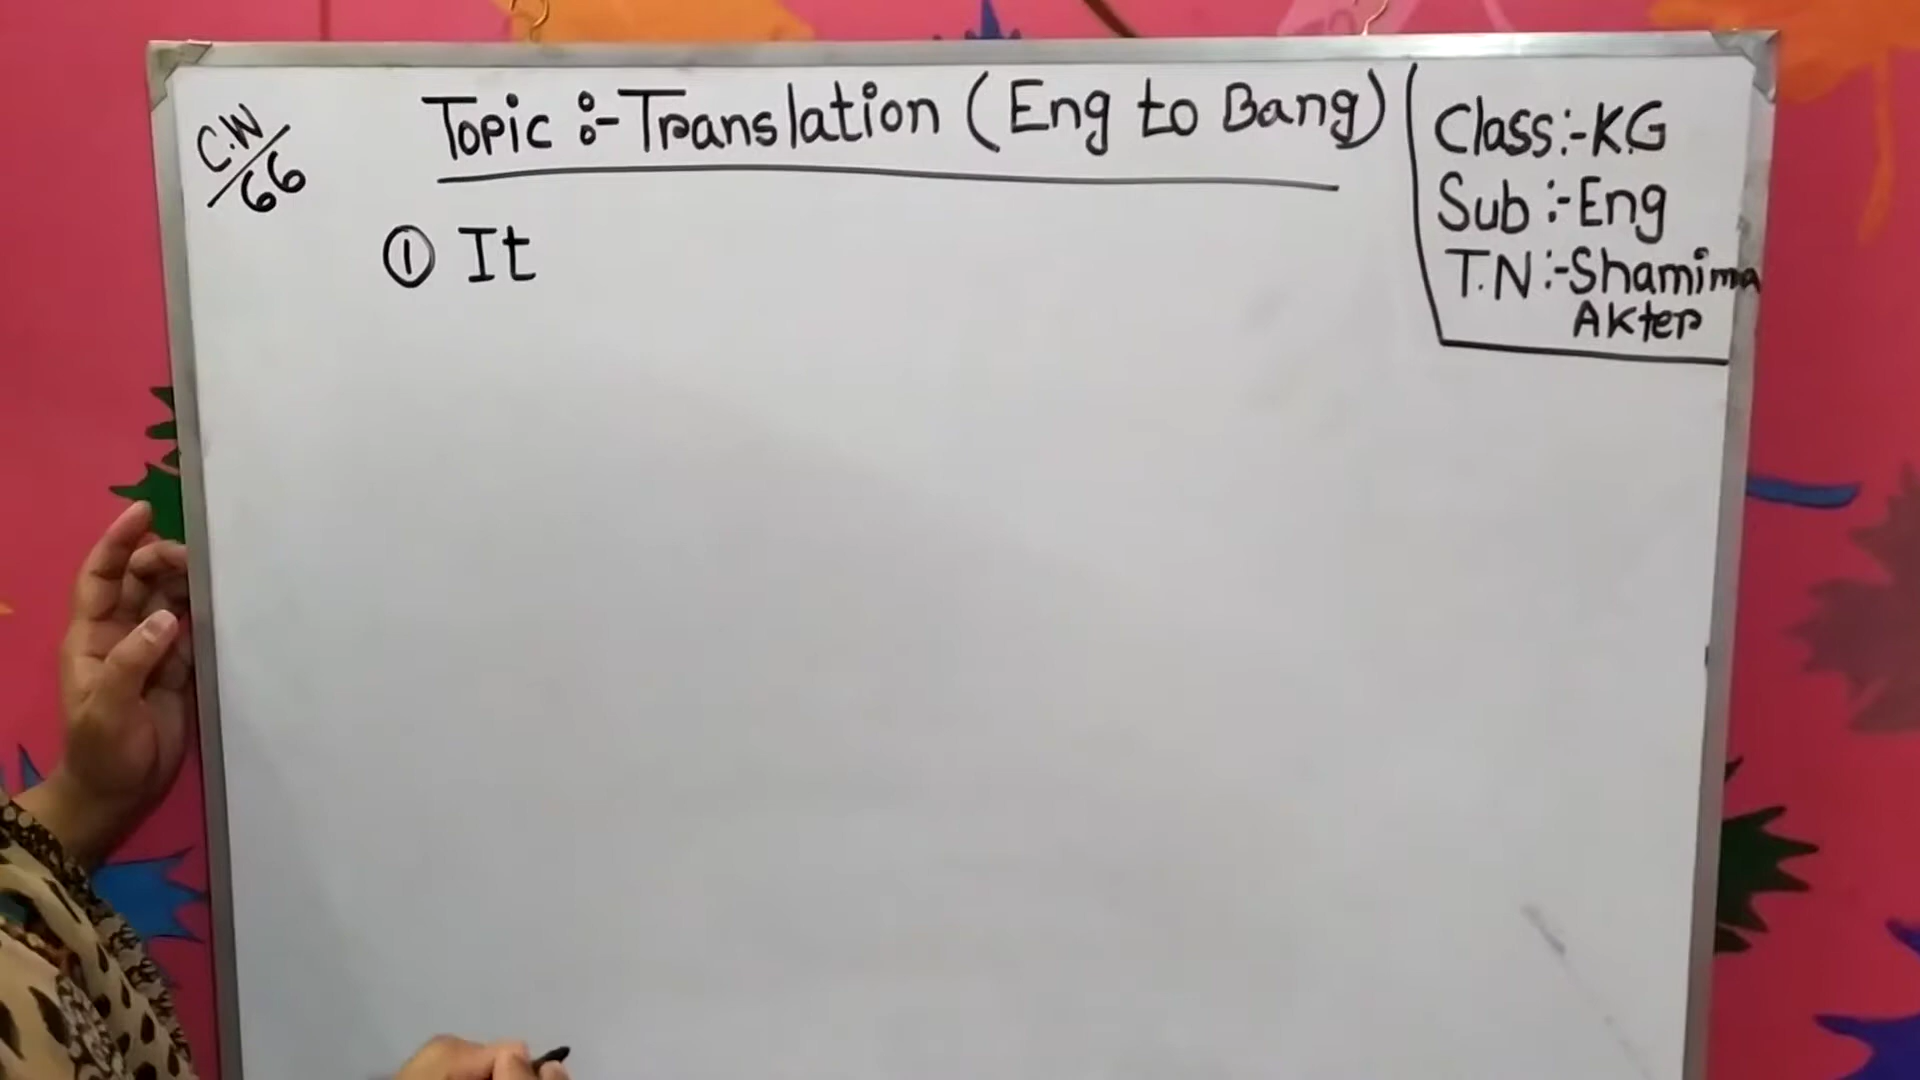 C.W/66
Topic :- Translation (Eng to Bang)
Class:- K.G
Sub :- Eng
T.N :- Shamima
Akter
① It